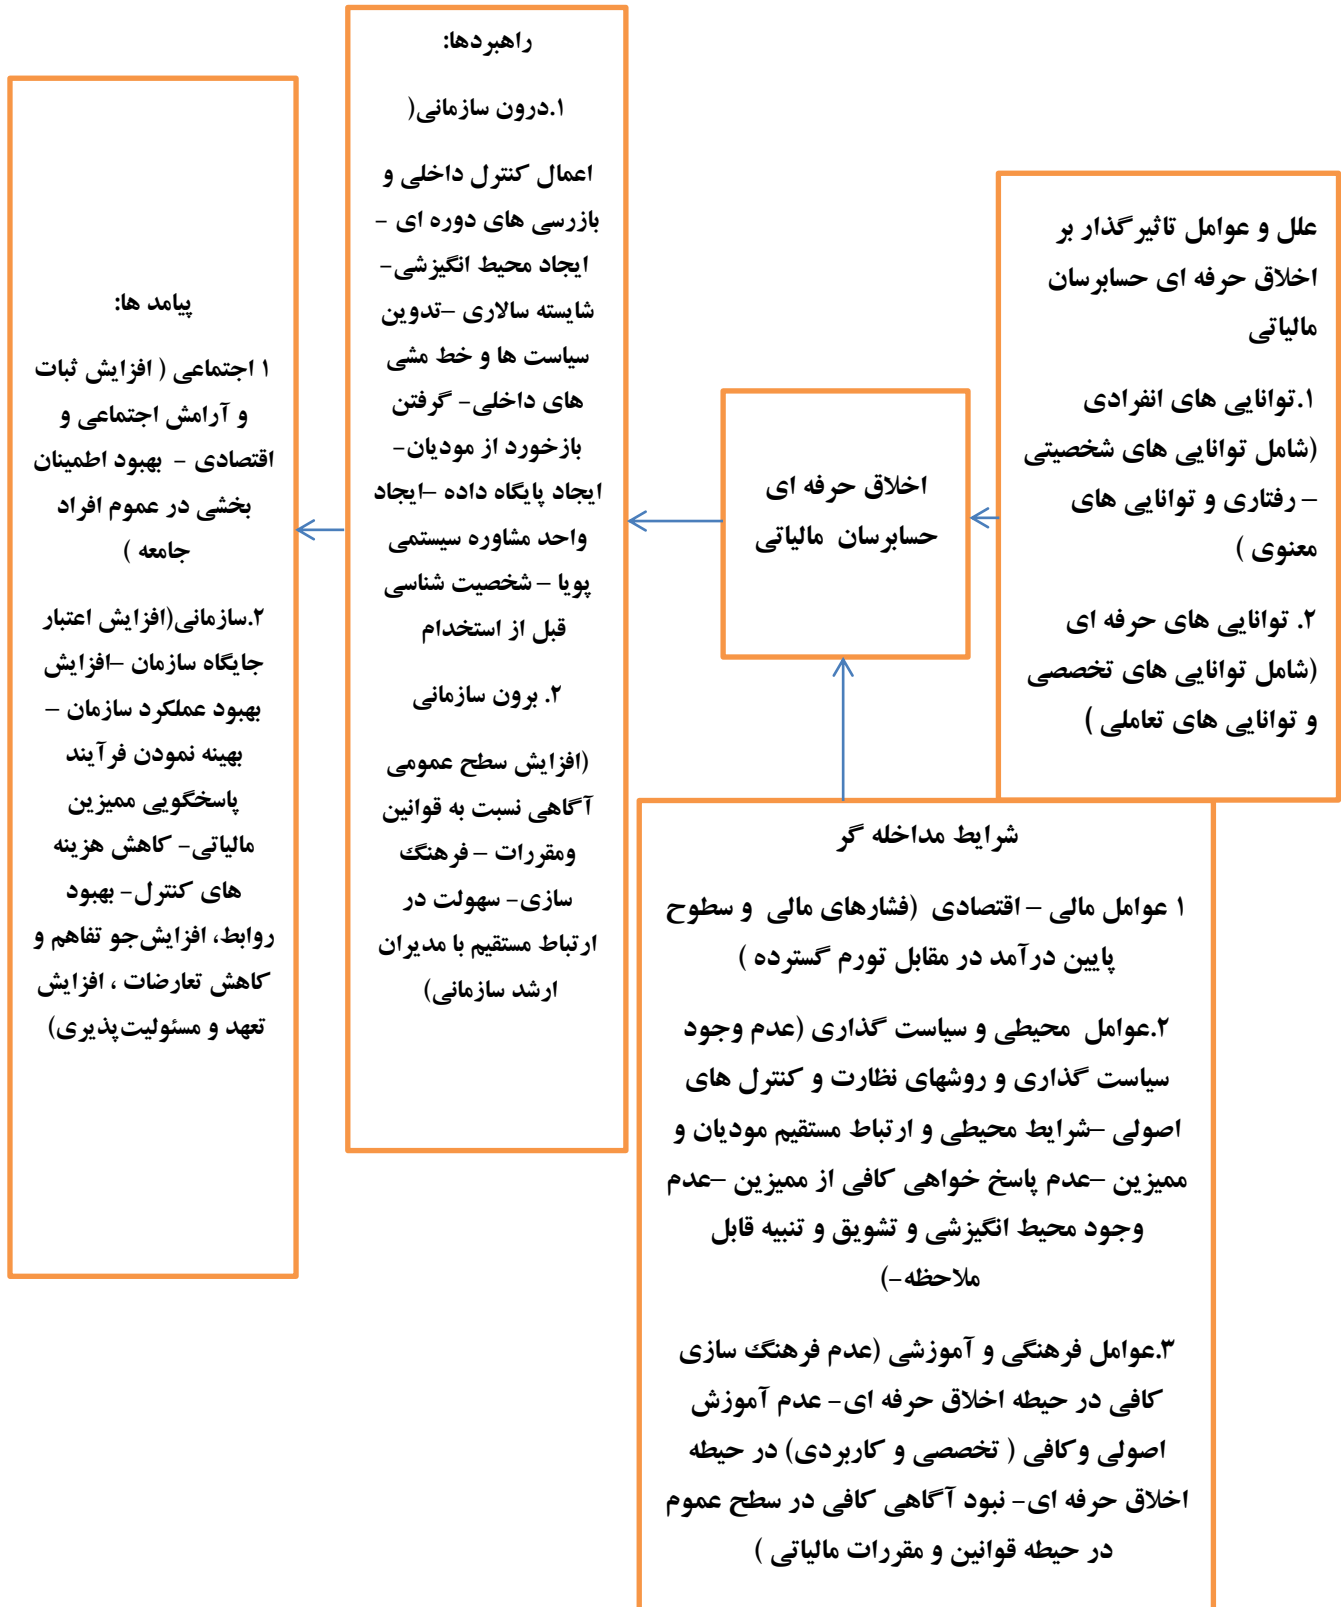 علل و عوامل تاثیرگذار بر
اخلاق حرفه ای حسابرسان
مالیاتی
۱.توانایی های انفرادی
(شامل توانایی های شخصیتی
– رفتاری و توانایی های
معنوی )
۲. توانایی های حرفه ای
(شامل توانایی های تخصصی
و توانایی های تعاملی )
شرایط مداخله گر
۱ عوامل مالی – اقتصادی (فشارهای مالی و سطوح
پایین درآمد در مقابل تورم گسترده )
۲.عوامل محیطی و سیاست گذاری (عدم وجود
سیاست گذاری و روشهای نظارت و کنترل های
اصولی –شرایط محیطی و ارتباط مستقیم مودیان و
ممیزین –عدم پاسخ خواهی کافی از ممیزین –عدم
وجود محیط انگیزشی و تشویق و تنبیه قابل
ملاحظه-)
۳.عوامل فرهنگی و آموزشی (عدم فرهنگ سازی
کافی در حیطه اخلاق حرفه ای- عدم آموزش
اصولی وکافی ( تخصصی و کاربردی) در حیطه
اخلاق حرفه ای- نبود آگاهی کافی در سطح عموم
در حیطه قوانین و مقررات مالیاتی )
اخلاق حرفه ای
حسابرسان مالیاتی
راهبردها:
۱.درون سازمانی(
اعمال کنترل داخلی و
بازرسی های دوره ای –
ایجاد محیط انگیزشی-
شایسته سالاری –تدوین
سیاست ها و خط مشی
های داخلی- گرفتن
بازخورد از مودیان-
ایجاد پایگاه داده –ایجاد
واحد مشاوره سیستمی
پویا – شخصیت شناسی
قبل از استخدام
۲. برون سازمانی
(افزایش سطح عمومی
آگاهی نسبت به قوانین
ومقررات – فرهنگ
سازی- سهولت در
ارتباط مستقیم با مدیران
ارشد سازمانی)
پیامد ها:
۱ اجتماعی ( افزایش ثبات
و آرامش اجتماعی و
اقتصادی - بهبود اطمینان
بخشی در عموم افراد
جامعه )
۲.سازمانی(افزایش اعتبار
جایگاه سازمان –افزایش
بهبود عملکرد سازمان –
بهینه نمودن فرآیند
پاسخگویی ممیزین
مالیاتی- کاهش هزینه
های کنترل- بهبود
روابط، افزایش‌جو تفاهم و
کاهش تعارضات ، افزایش
تعهد و مسئولیت‌پذیری)